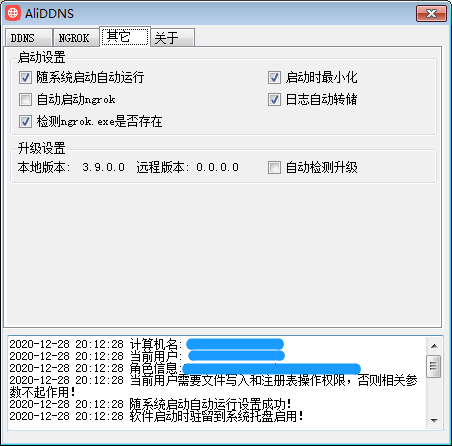 AliDDNS
DDNS NGROK 其它 关于
启动设置
随系统启动自动运行 启动时最小化
自动启动ngrok 日志自动转储
检测ngrok.exe是否存在
升级设置
本地版本: 3.9.0.0 远程版本: 0.0.0.0 自动检测升级
2020-12-28 20:12:28 计算机名:
2020-12-28 20:12:28 当前用户:
2020-12-28 20:12:28 角色信息:
2020-12-28 20:12:28 当前用户需要文件写入和注册表操作权限，否则相关参
数不起作用！
2020-12-28 20:12:28 随系统启动自动运行设置成功！
2020-12-28 20:12:28 软件启动时驻留到系统托盘启用！